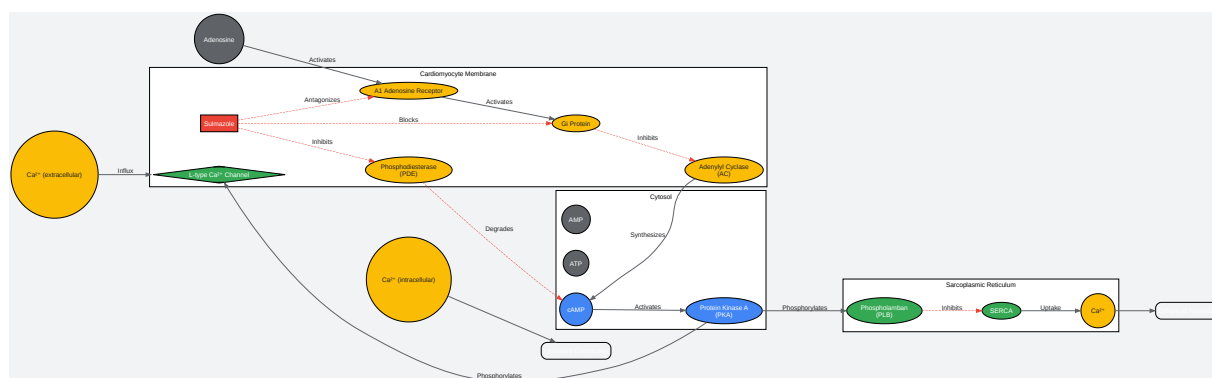 Adenosine
Activates
Cardiomyocyte Membrane
A1 Adenosine Receptor
Antagonizes
Activates
Sulmazole
Blocks
Gi Protein
Inhibits
Inhibits
Phosphodiesterase
(PDE)
Adenylyl Cyclase
(AC)
Ca²⁺ (extracellular)
Influx
L-type Ca²⁺ Channel
Cytosol
AMP
Degrades
Synthesizes
ATP
Ca²⁺ (intracellular)
cAMP
Activates
Protein Kinase A
(PKA)
Phosphorylates
Sarcoplasmic Reticulum
Phospholamban
(PLB)
Inhibits
SERCA
Uptake
Ca²⁺
Phosphorylates